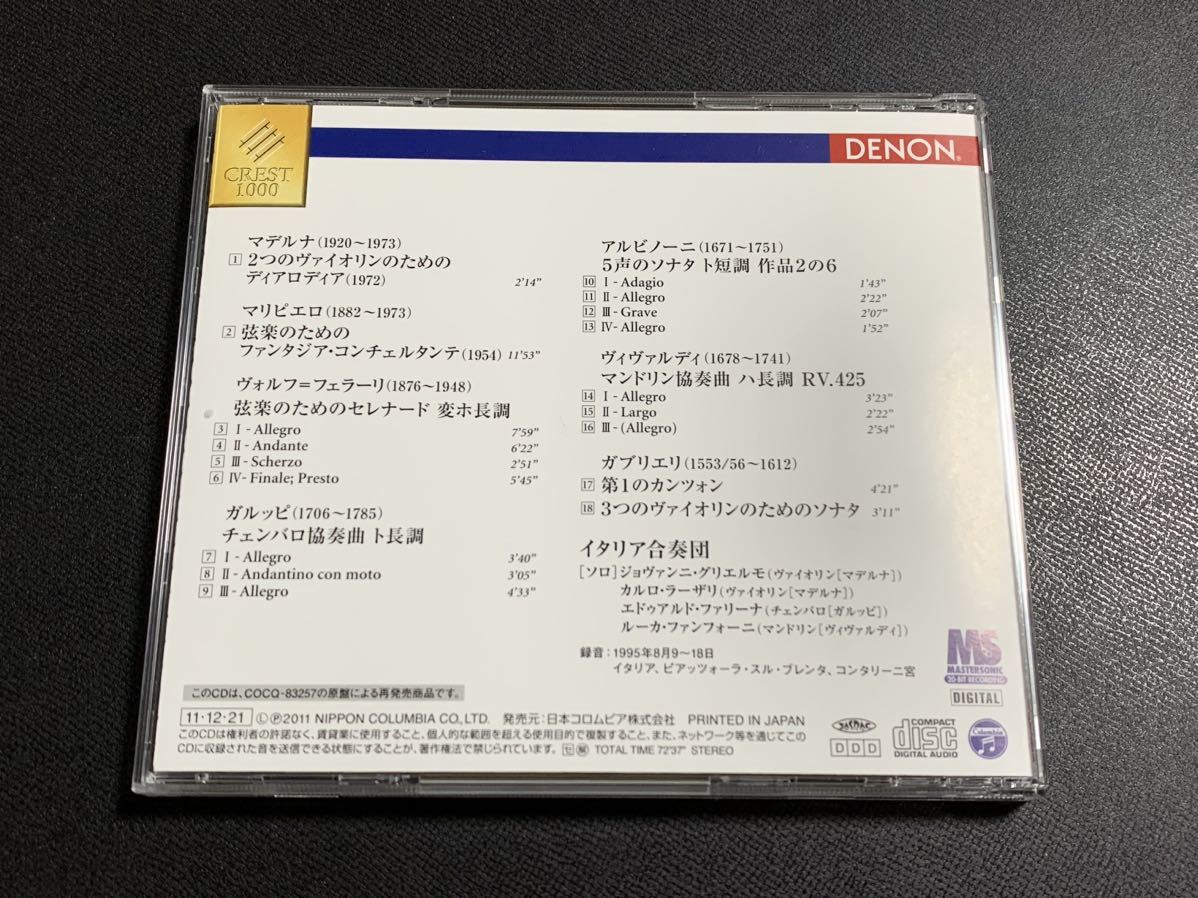 CREST
1000
DENON
マデルナ(1920～1973)
1 2つのヴァイオリンのための
ディアロディア(1972) 2'14"
マリピエロ(1882～1973)
2 弦楽のための
ファンタジア・コンチェルタンテ(1954) 11'53"
ヴォルフ＝フェラーリ(1876～1948)
弦楽のためのセレナード 変ホ長調
3 I - Allegro 7'59"
4 II - Andante 6'22"
5 III - Scherzo 2'51"
6 IV - Finale; Presto 5'45"
ガルッピ(1706～1785)
チェンバロ協奏曲 ト長調
7 I - Allegro 3'40"
8 II - Andantino con moto 3'05"
9 III - Allegro 4'33"
アルビノーニ(1671～1751)
5声のソナタ ト短調 作品2の6
10 I - Adagio 1'43"
11 II - Allegro 2'22"
12 III - Grave 2'07"
13 IV - Allegro 1'52"
ヴィヴァルディ(1678～1741)
マンドリン協奏曲 ハ長調 RV.425
14 I - Allegro 3'23"
15 II - Largo 2'22"
16 III - (Allegro) 2'54"
ガブリエリ(1553/56～1612)
17 第1のカンツォン 4'21"
18 3つのヴァイオリンのためのソナタ 3'11"
イタリア合奏団
[ソロ]ジョヴァンニ・グリエルモ(ヴァイオリン[マデルナ])
カルロ・ラーザリ(ヴァイオリン[マデルナ])
エドゥアルド・ファリーナ(チェンバロ[ガルッピ])
ルーカ・ファンフォーニ(マンドリン[ヴィヴァルディ])
録音：1995年8月9～18日
イタリア、ピアッツォーラ・スル・ブレンタ、コンタリーニ宮
MS
MASTERSONIC
20-BIT RECORDING
DIGITAL
このCDは、COCQ-83257の原盤による再発売商品です。
11・12・21 Ⓛ Ⓟ 2011 NIPPON COLUMBIA CO., LTD. 発売元：日本コロムビア株式会社 PRINTED IN JAPAN
このCDは権利者の許諾なく、賃貸業に使用すること、個人的な範囲を超える使用目的で複製すること、また、ネットワーク等を通じてこの
CDに収録された音を送信できる状態にすることが、著作権法で禁じられています。 TOTAL TIME 72'37" STEREO
JASRAC
DDD
COMPACT
disc
DIGITAL AUDIO
Columbia